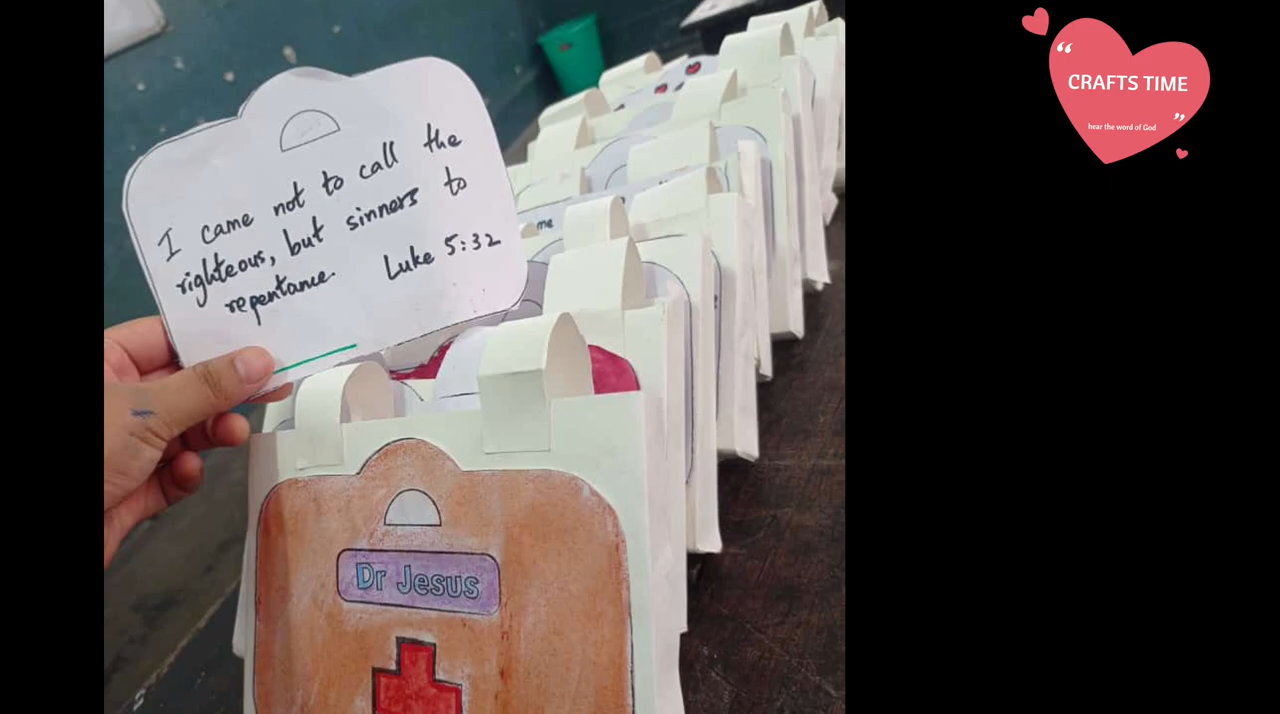 I came not to call the
righteous, but sinners to
repentance. Luke 5:32
me
Dr Jesus
“
CRAFTS TIME
”
hear the word of God